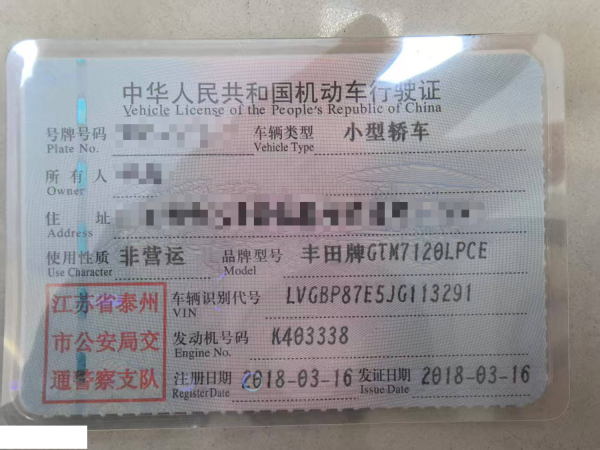 中华人民共和国机动车行驶证
Vehicle License of the People's Republic of China
号牌号码 车辆类型 小型轿车
Plate No. Vehicle Type
所有人
Owner
住址
Address
使用性质 非营运 品牌型号 丰田牌GTM7120LPCE
Use Character Model
江苏省泰州
市公安局交
通警察支队
车辆识别代号 LVGBP87E5JG113291
VIN
发动机号码 K403338
Engine No.
注册日期 2018-03-16 发证日期 2018-03-16
Register Date Issue Date